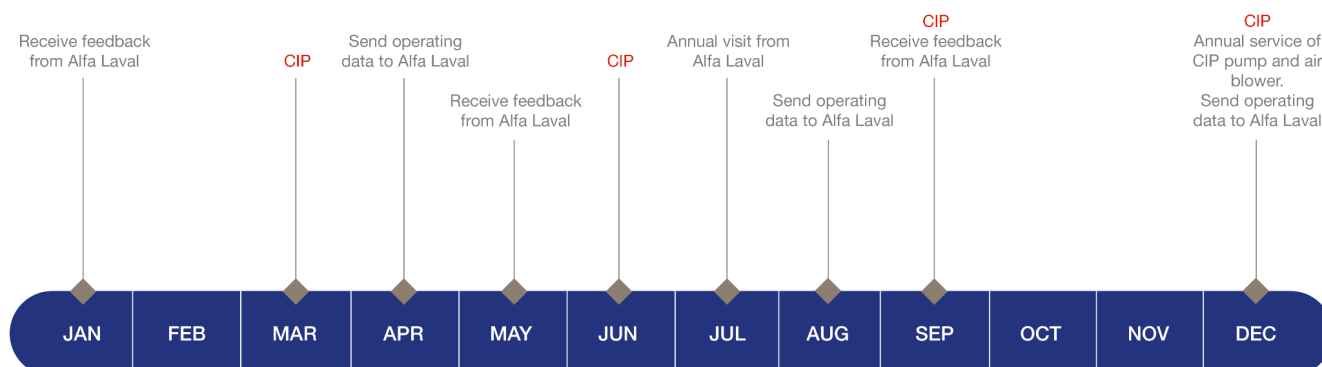 Receive feedback
from Alfa Laval
CIP
Send operating
data to Alfa Laval
Receive feedback
from Alfa Laval
CIP
Annual visit from
Alfa Laval
Send operating
data to Alfa Laval
CIP
Receive feedback
from Alfa Laval
CIP
Annual service of
CIP pump and air
blower.
Send operating
data to Alfa Laval
JAN
FEB
MAR
APR
MAY
JUN
JUL
AUG
SEP
OCT
NOV
DEC